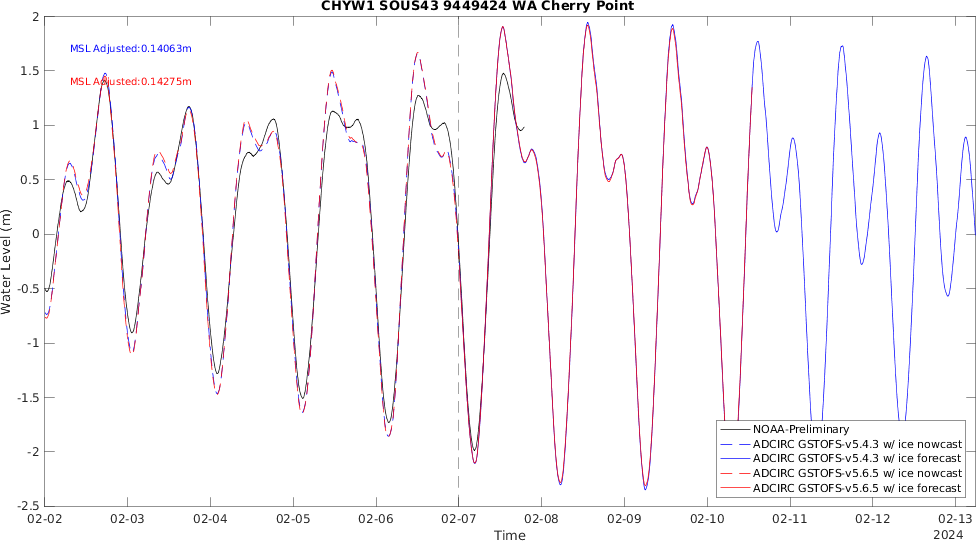 CHYW1 SOUS43 9449424 WA Cherry Point
MSL Adjusted:0.14063m
MSL Adjusted:0.14275m
Water Level (m)
2
1.5
1
0.5
0
-0.5
-1
-1.5
-2
-2.5
NOAA-Preliminary
ADCIRC GSTOFS-v5.4.3 w/ ice nowcast
ADCIRC GSTOFS-v5.4.3 w/ ice forecast
ADCIRC GSTOFS-v5.6.5 w/ ice nowcast
ADCIRC GSTOFS-v5.6.5 w/ ice forecast
02-02 02-03 02-04 02-05 02-06 02-07 02-08 02-09 02-10 02-11 02-12 02-13
Time
2024